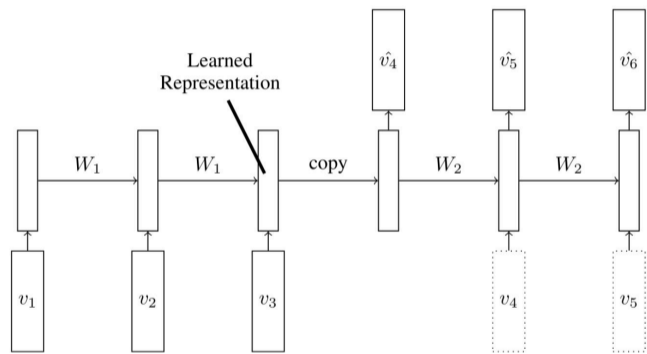 Learned
Representation
v̂₄
v̂₅
v̂₆
W₁
W₁
copy
W₂
W₂
v₁
v₂
v₃
v₄
v₅